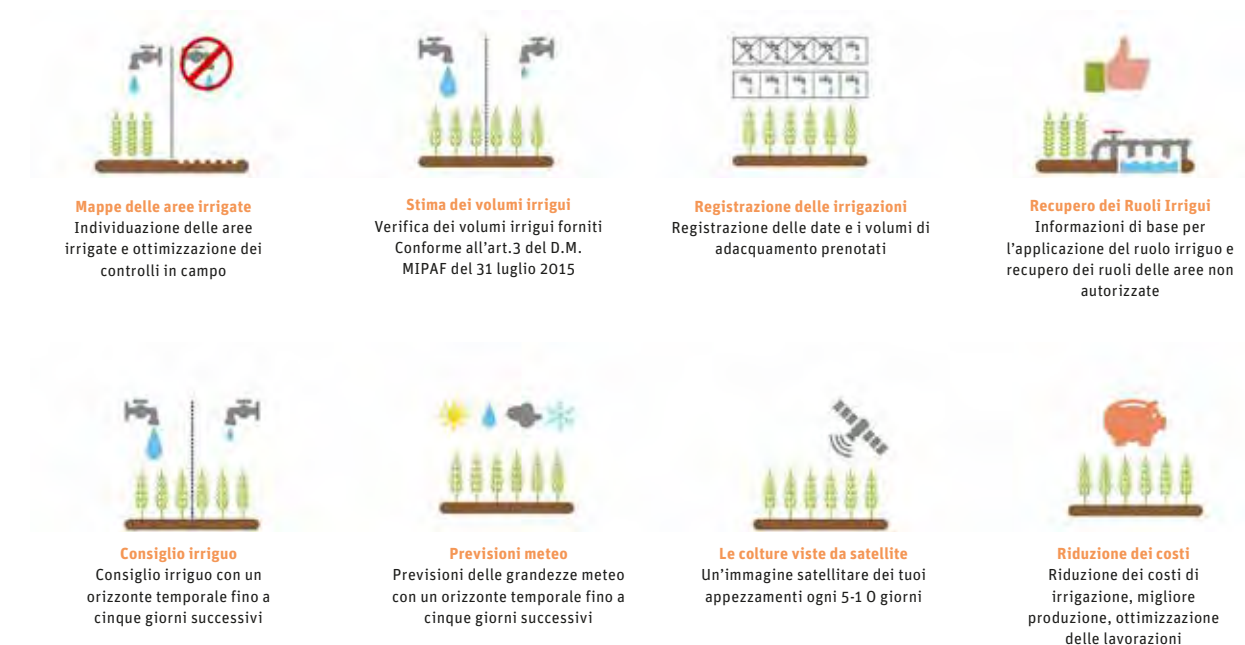 Mappe delle aree irrigate
Individuazione delle aree
irrigate e ottimizzazione dei
controlli in campo
Stima dei volumi irrigui
Verifica dei volumi irrigui forniti
Conforme all'art.3 del D.M.
MIPAF del 31 luglio 2015
Registrazione delle irrigazioni
Registrazione delle date e i volumi di
adacquamento prenotati
Recupero dei Ruoli Irrigui
Informazioni di base per
l'applicazione del ruolo irriguo e
recupero dei ruoli delle aree non
autorizzate
Consiglio irriguo
Consiglio irriguo con un
orizzonte temporale fino a
cinque giorni successivi
Previsioni meteo
Previsioni delle grandezze meteo
con un orizzonte temporale fino a
cinque giorni successivi
Le colture viste da satellite
Un'immagine satellitare dei tuoi
appezzamenti ogni 5-1 0 giorni
Riduzione dei costi
Riduzione dei costi di
irrigazione, migliore
produzione, ottimizzazione
delle lavorazioni